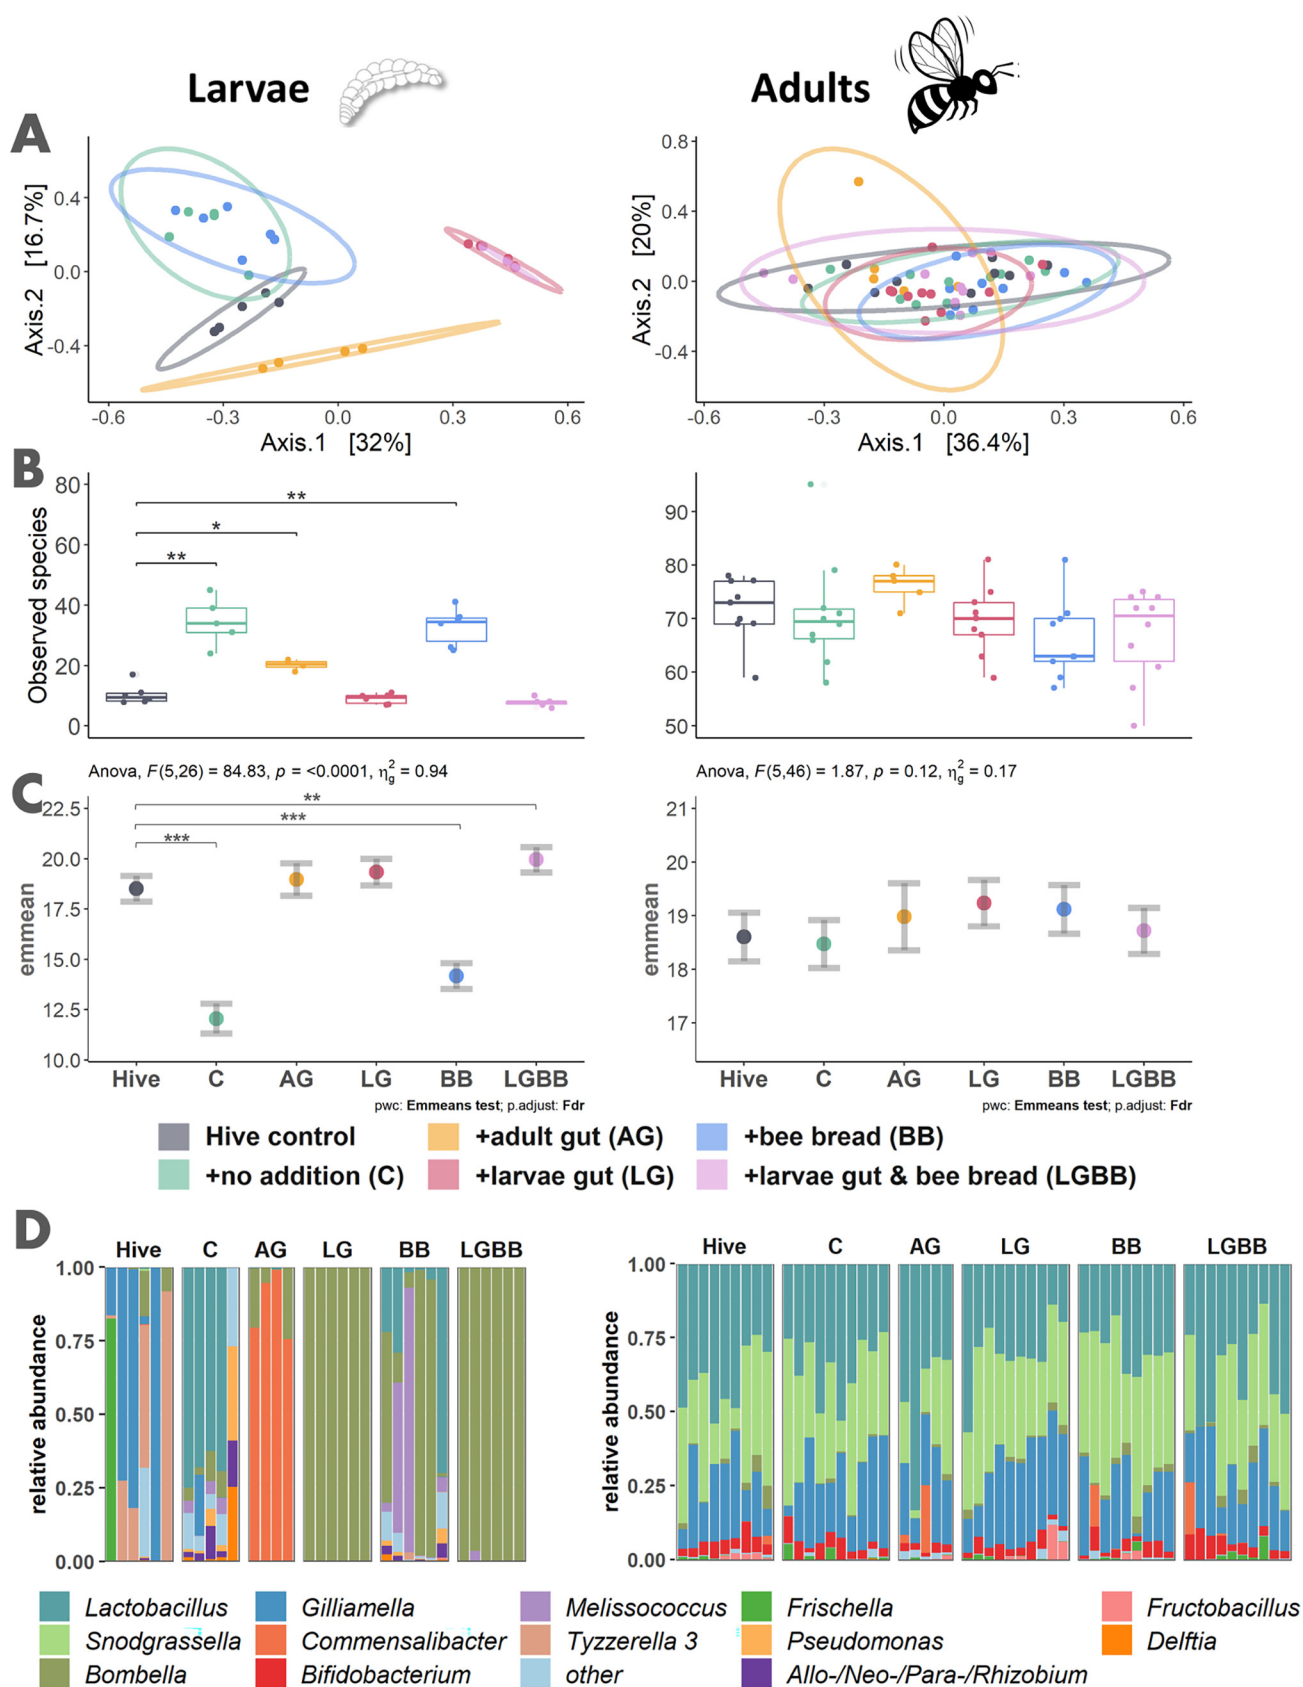 Larvae
Adults
A
Axis.2 [16.7%]
0.4
0.0
-0.4
-0.6
-0.3
0.0
0.3
0.6
Axis.1 [32%]
Axis.2 [20%]
0.8
0.4
0.0
-0.4
-0.6
-0.3
0.0
0.3
0.6
Axis.1 [36.4%]
B
Observed species
80
60
40
20
0
**
*
**
90
80
70
60
50
Anova, F(5,26) = 84.83, p = <0.0001, η²g = 0.94
Anova, F(5,46) = 1.87, p = 0.12, η²g = 0.17
C
emmean
22.5
20.0
17.5
15.0
12.5
10.0
**
***
***
Hive C AG LG BB LGBB
pwc: Emmeans test; p.adjust: Fdr
emmean
21
20
19
18
17
Hive C AG LG BB LGBB
pwc: Emmeans test; p.adjust: Fdr
Hive control
+adult gut (AG)
+bee bread (BB)
+no addition (C)
+larvae gut (LG)
+larvae gut & bee bread (LGBB)
D
Hive C AG LG BB LGBB
relative abundance
1.00
0.75
0.50
0.25
0.00
Hive C AG LG BB LGBB
relative abundance
1.00
0.75
0.50
0.25
0.00
Lactobacillus
Gilliamella
Melissococcus
Frischella
Fructobacillus
Snodgrassella
Commensalibacter
Tyzzerella 3
Pseudomonas
Delftia
Bombella
Bifidobacterium
other
Allo-/Neo-/Para-/Rhizobium